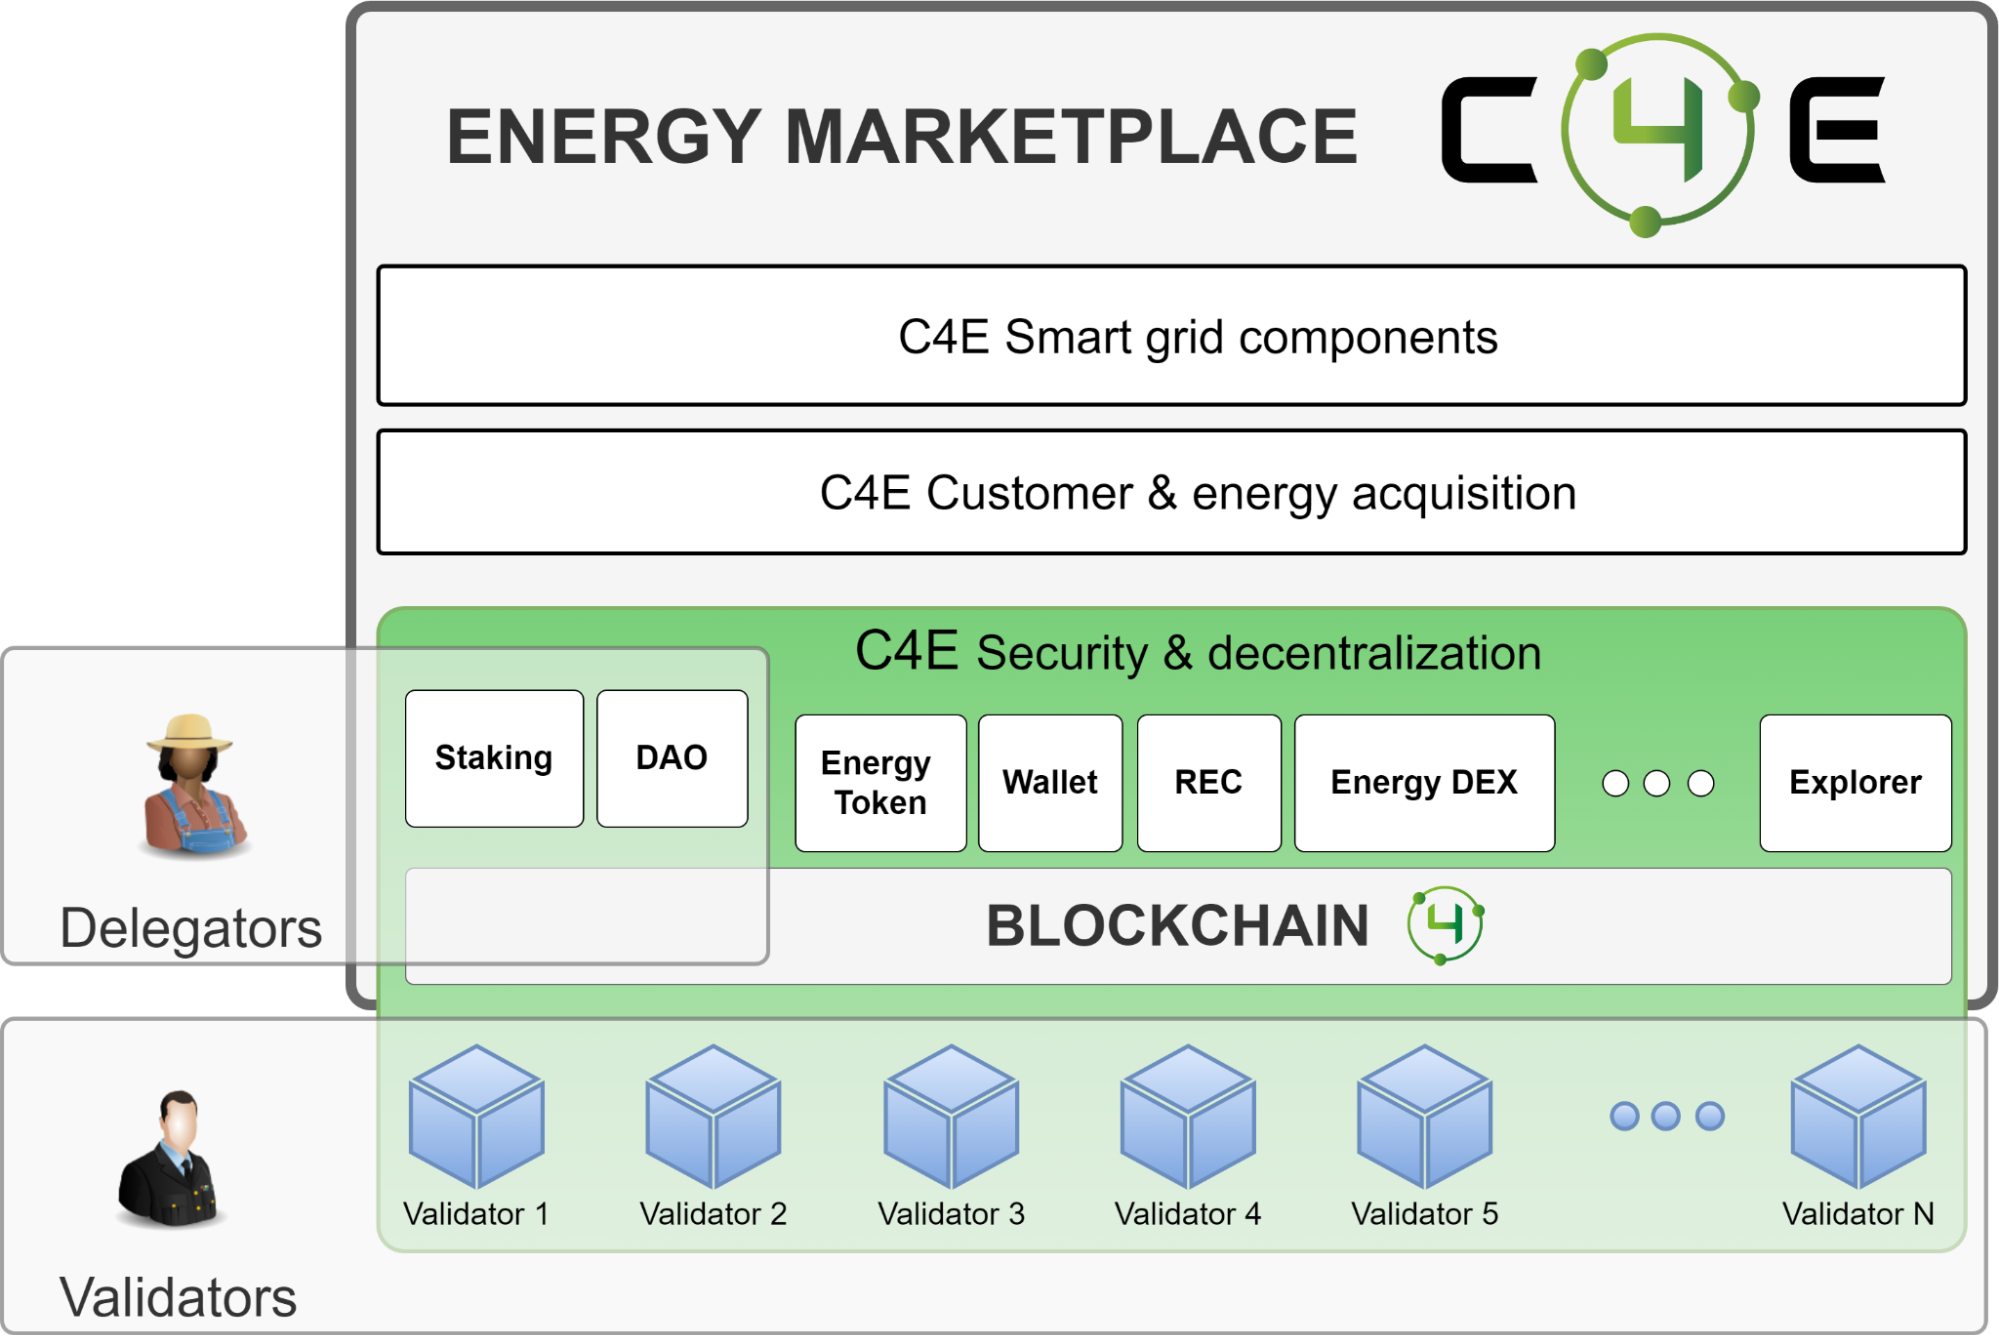 ENERGY MARKETPLACE C4E
C4E Smart grid components
C4E Customer & energy acquisition
C4E Security & decentralization
Staking
DAO
Energy
Token
Wallet
REC
Energy DEX
Explorer
Delegators
BLOCKCHAIN 4
Validator 1
Validator 2
Validator 3
Validator 4
Validator 5
Validator N
Validators